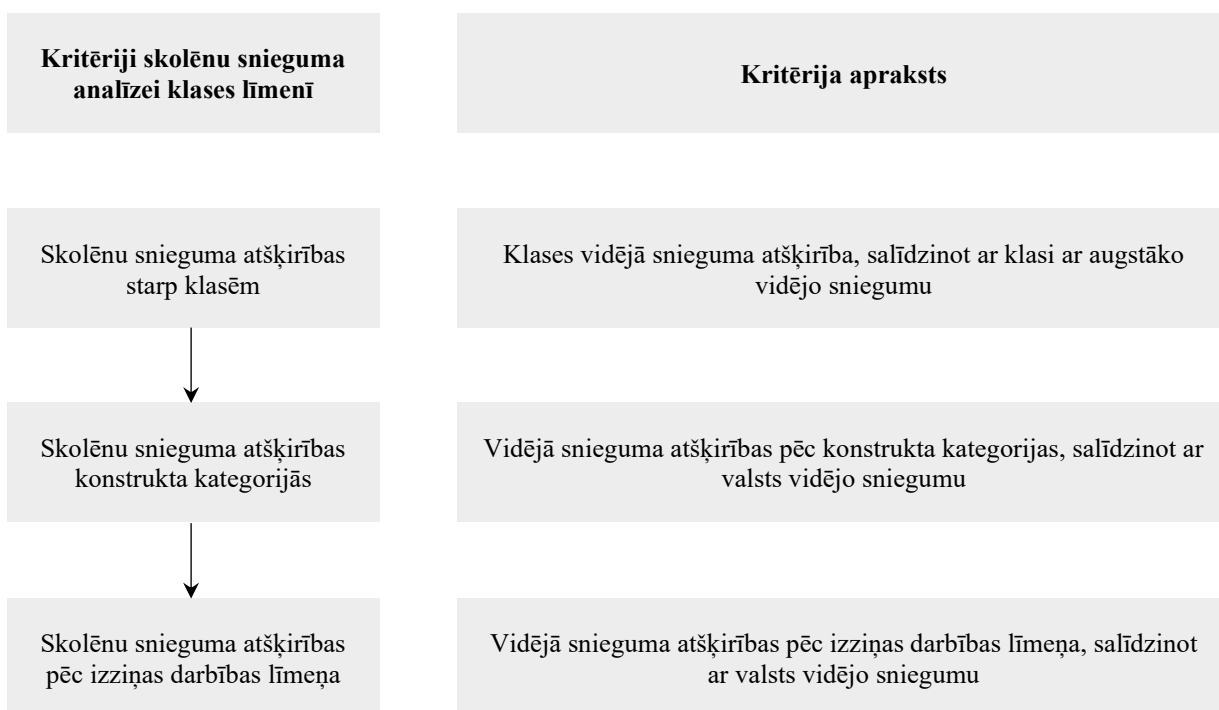 Kritēriji skolēnu snieguma
analīzei klases līmenī
Kritērija apraksts
Skolēnu snieguma atšķirības
starp klasēm
Klases vidējā snieguma atšķirība, salīdzinot ar klasi ar augstāko
vidējo sniegumu
Skolēnu snieguma atšķirības
konstrukta kategorijās
Vidējā snieguma atšķirības pēc konstrukta kategorijas, salīdzinot ar
valsts vidējo sniegumu
Skolēnu snieguma atšķirības
pēc izziņas darbības līmeņa
Vidējā snieguma atšķirības pēc izziņas darbības līmeņa, salīdzinot
ar valsts vidējo sniegumu